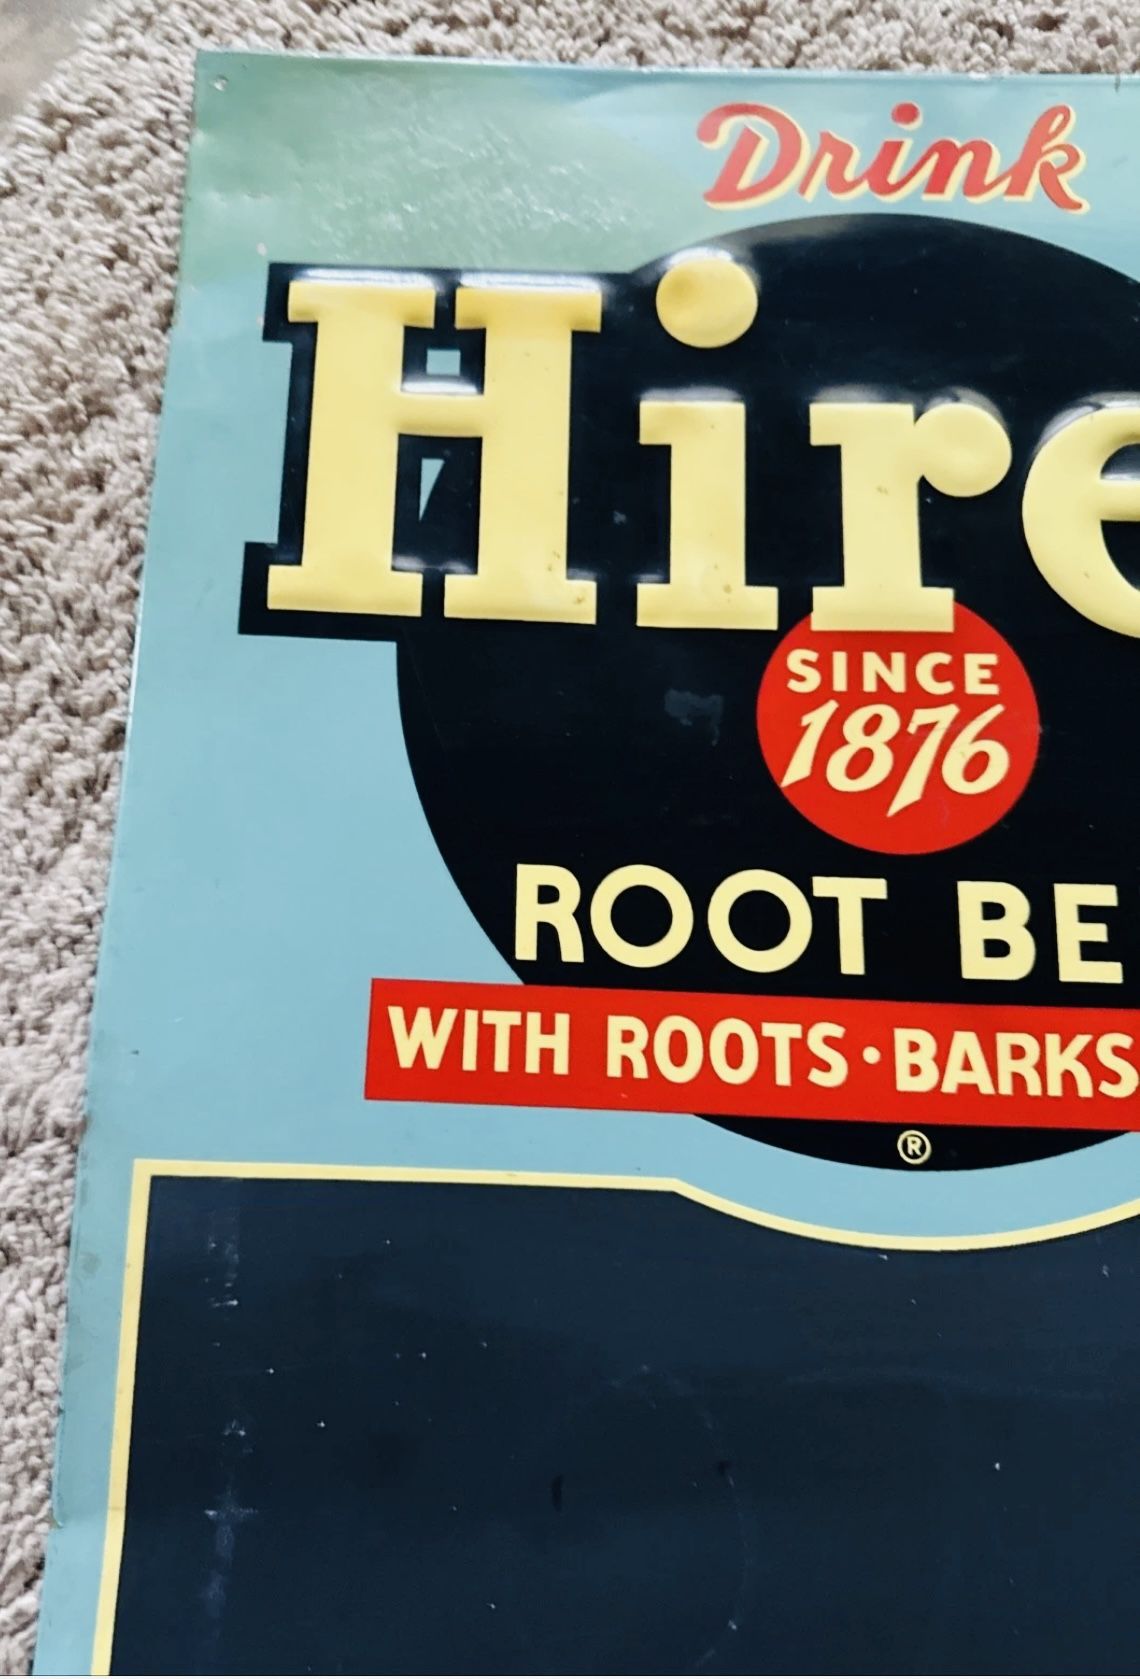 Drink
Hire
SINCE
1876
ROOT BE
WITH ROOTS · BARKS
®